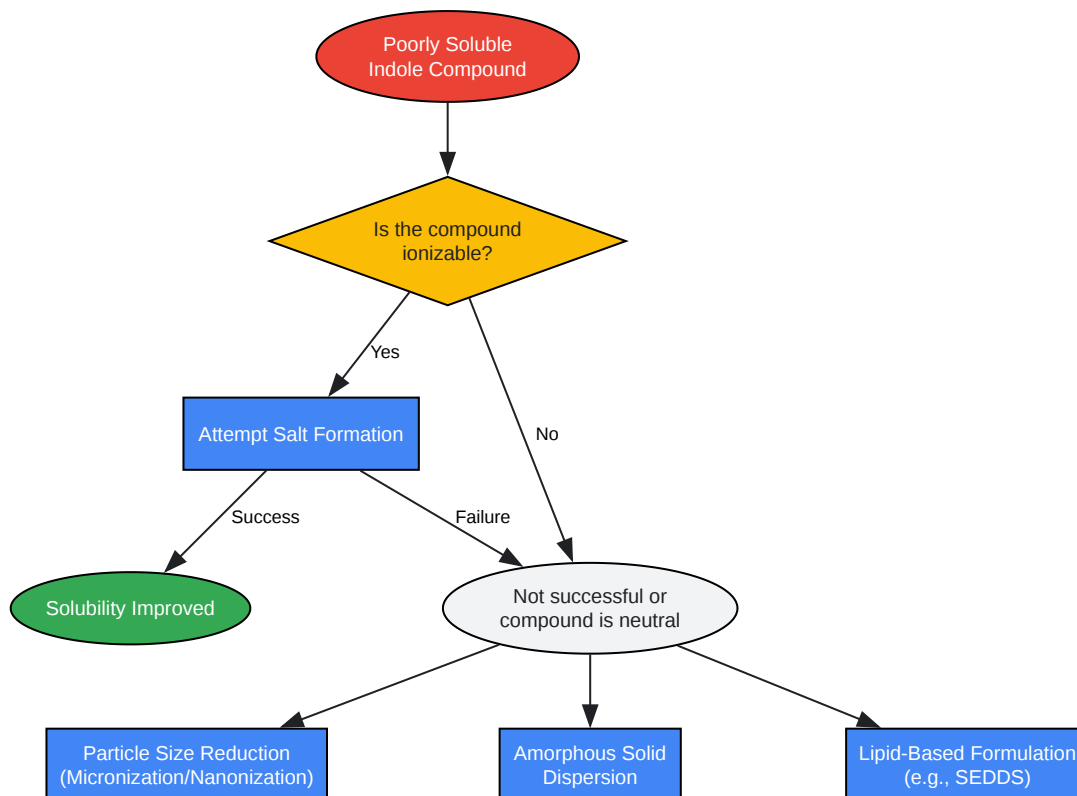 Poorly Soluble
Indole Compound
Is the compound
ionizable?
Yes
Attempt Salt Formation
No
Success
Failure
Solubility Improved
Not successful or
compound is neutral
Particle Size Reduction
(Micronization/Nanonization)
Amorphous Solid
Dispersion
Lipid-Based Formulation
(e.g., SEDDS)